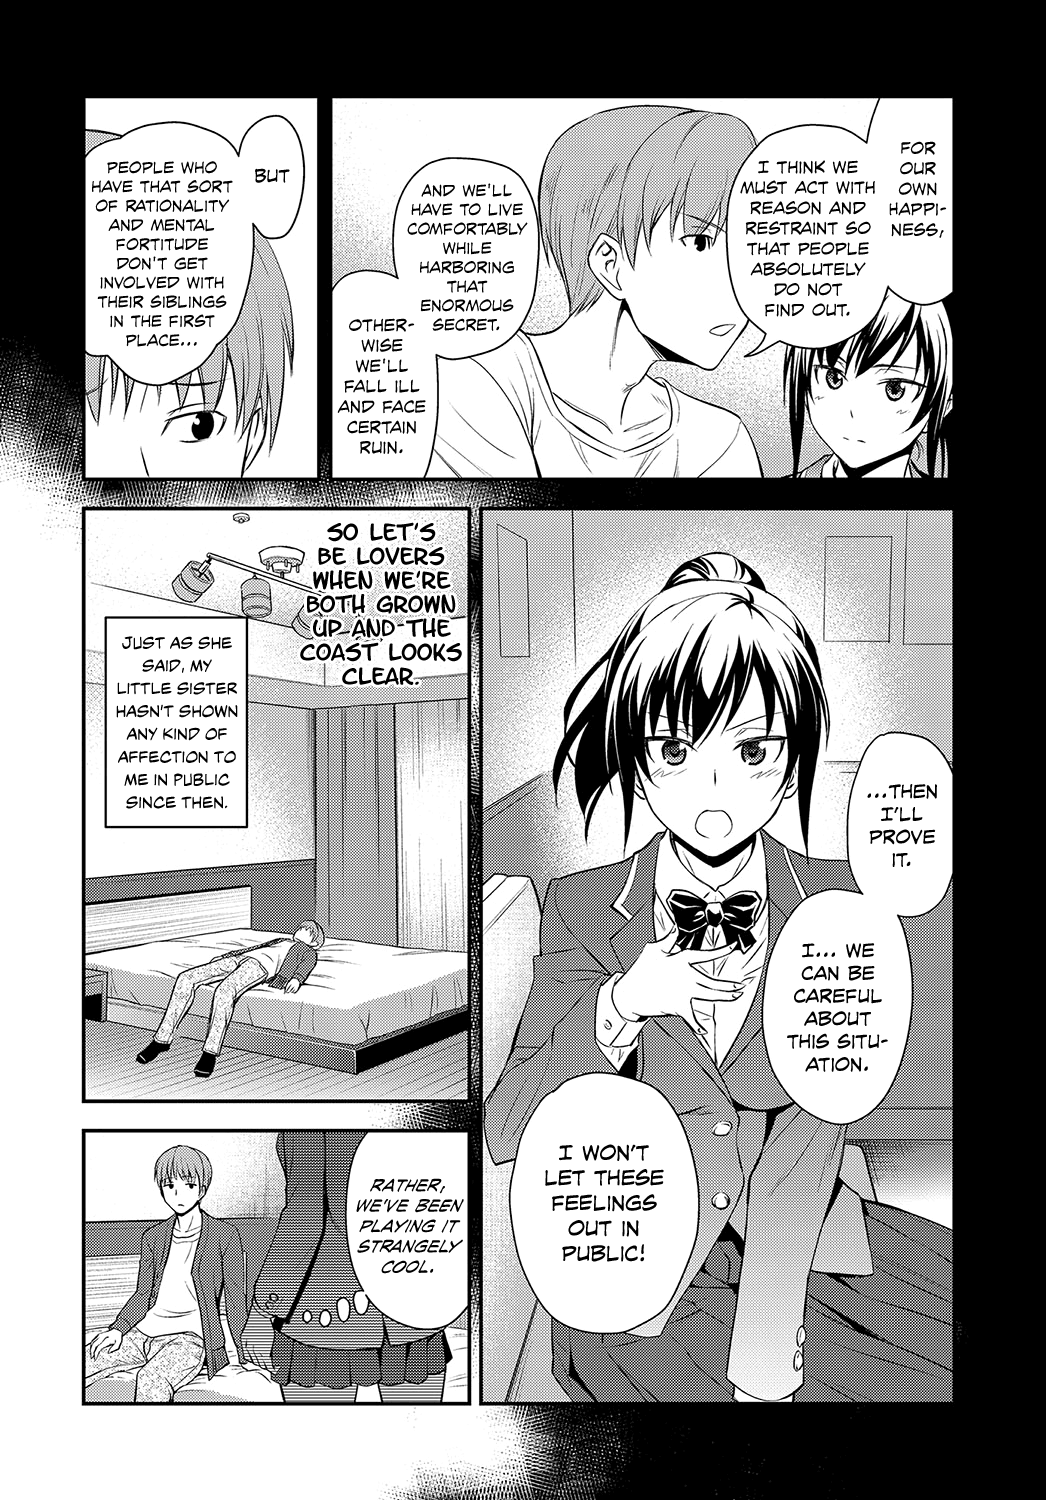 FOR
OUR
OWN
HAPPI-
NESS,
I THINK WE
MUST ACT WITH
REASON AND
RESTRAINT SO
THAT PEOPLE
ABSOLUTELY
DO NOT
FIND OUT.
AND WE'LL
HAVE TO LIVE
COMFORTABLY
WHILE
HARBORING
THAT
ENORMOUS
SECRET.
OTHER-
WISE WE'LL
FALL ILL
AND FACE
CERTAIN
RUIN.
BUT
PEOPLE WHO
HAVE THAT SORT
OF RATIONALITY
AND MENTAL
FORTITUDE
DON'T GET
INVOLVED WITH
THEIR SIBLINGS
IN THE FIRST
PLACE...
...THEN
I'LL
PROVE
IT.
I... WE
CAN BE
CAREFUL
ABOUT
THIS SITU-
ATION.
I WON'T
LET THESE
FEELINGS
OUT IN
PUBLIC!
SO LET'S
BE LOVERS
WHEN WE'RE
BOTH GROWN
UP AND THE
COAST LOOKS
CLEAR.
JUST AS SHE
SAID, MY
LITTLE SISTER
HASN'T SHOWN
ANY KIND OF
AFFECTION TO
ME IN PUBLIC
SINCE THEN.
RATHER,
WE'VE BEEN
PLAYING IT
STRANGELY
COOL.